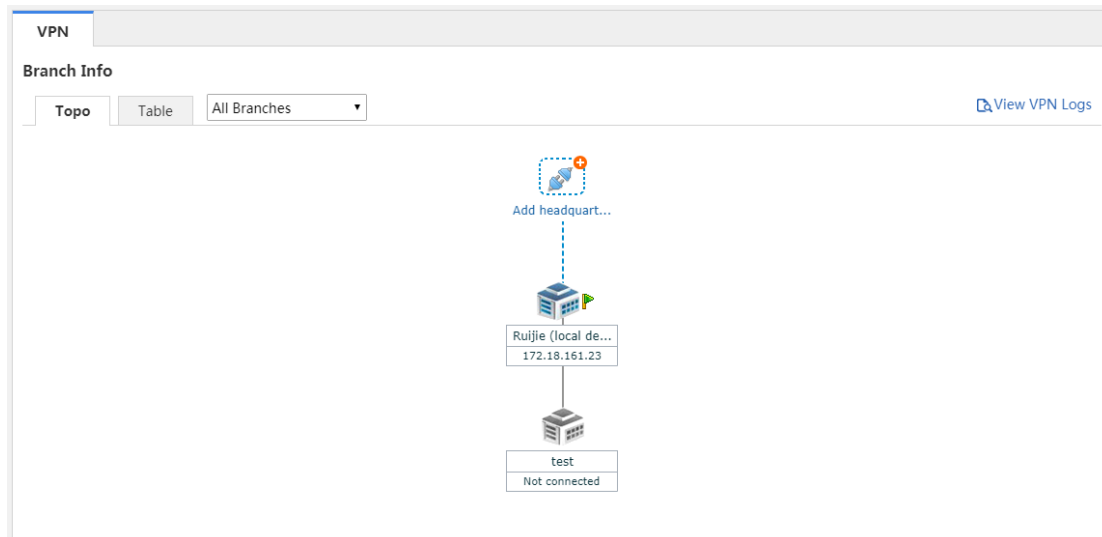 VPN
Branch Info
Topo Table All Branches View VPN Logs
Add headquart...
Ruijie (local de...
172.18.161.23
test
Not connected